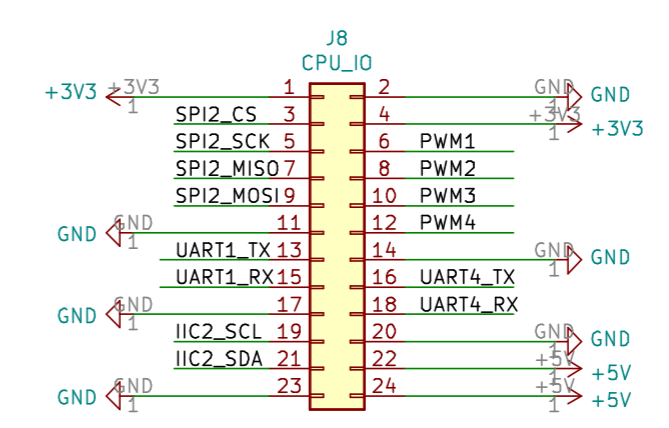 J8
CPU_IO
+3V3 +3V3 1 1 2 GND 1 GND
SPI2_CS 3 4 +3V3 1 +3V3
SPI2_SCK 5 6 PWM1
SPI2_MISO 7 8 PWM2
SPI2_MOSI 9 10 PWM3
GND GND 1 11 12 PWM4
UART1_TX 13 14 GND 1 GND
UART1_RX 15 16 UART4_TX
GND GND 1 17 18 UART4_RX
IIC2_SCL 19 20 GND 1 GND
IIC2_SDA 21 22 +5V 1 +5V
GND GND 1 23 24 +5V 1 +5V